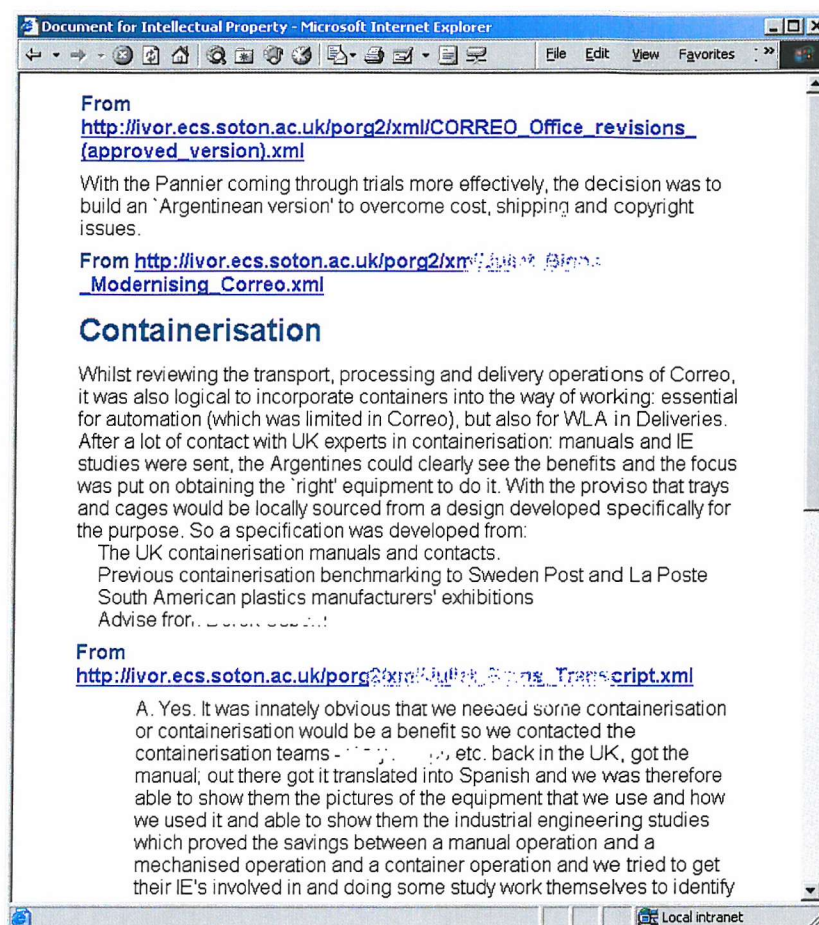 Document for Intellectual Property - Microsoft Internet Explorer
File Edit View Favorites »
From
http://ivor.ecs.soton.ac.uk/porg2/xml/CORREO_Office_revisions_
(approved_version).xml
With the Pannier coming through trials more effectively, the decision was to
build an `Argentinean version' to overcome cost, shipping and copyright
issues.
From http://ivor.ecs.soton.ac.uk/porg2/xml/
_Modernising_Correo.xml
Containerisation
Whilst reviewing the transport, processing and delivery operations of Correo,
it was also logical to incorporate containers into the way of working: essential
for automation (which was limited in Correo), but also for WLA in Deliveries.
After a lot of contact with UK experts in containerisation: manuals and IE
studies were sent, the Argentines could clearly see the benefits and the focus
was put on obtaining the `right' equipment to do it. With the proviso that trays
and cages would be locally sourced from a design developed specifically for
the purpose. So a specification was developed from:
The UK containerisation manuals and contacts.
Previous containerisation benchmarking to Sweden Post and La Poste
South American plastics manufacturers' exhibitions
Advise from
From
http://ivor.ecs.soton.ac.uk/porg2/xml/ _Transcript.xml
A. Yes. It was innately obvious that we needed some containerisation
or containerisation would be a benefit so we contacted the
containerisation teams - etc. back in the UK, got the
manual; out there got it translated into Spanish and we was therefore
able to show them the pictures of the equipment that we use and how
we used it and able to show them the industrial engineering studies
which proved the savings between a manual operation and a
mechanised operation and a container operation and we tried to get
their IE's involved in and doing some study work themselves to identify
Local intranet